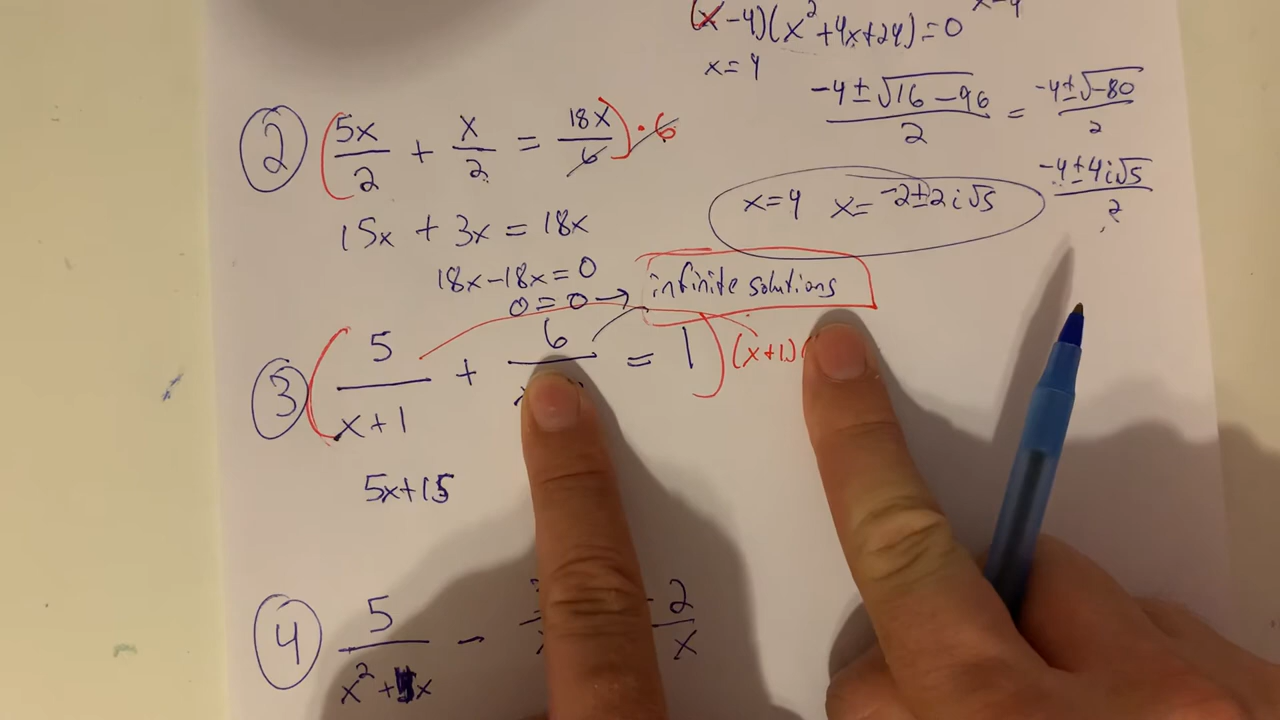 x-4
(x-4)(x²+4x+24)=0
x=4
-4±√16-96 / 2 = -4±√-80 / 2
-4±4i√5 / 2
x=4 x=-2±2i√5
② (5x/2 + x/2 = 18x/6)·6
15x + 3x = 18x
18x-18x=0
0=0→ infinite solutions
③ (5/x+1 + 6/ = 1)(x+1)
5x+15
④ 5/x²+x - 2/x